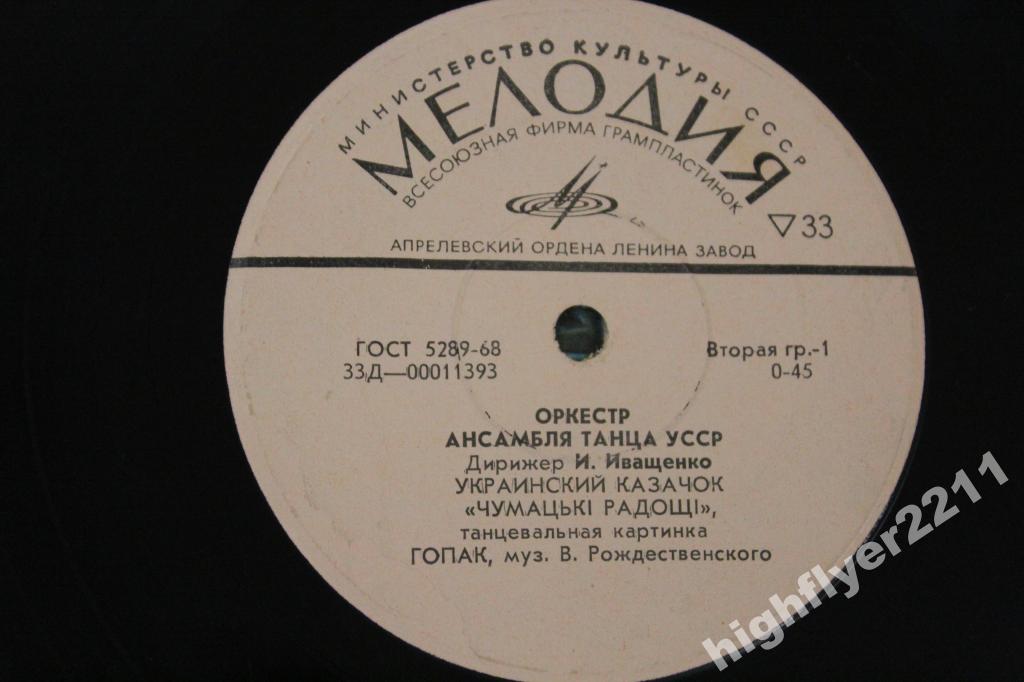 МИНИСТЕРСТВО КУЛЬТУРЫ СССР
МЕЛОДИЯ
ВСЕСОЮЗНАЯ ФИРМА ГРАМПЛАСТИНОК
▽33
АПРЕЛЕВСКИЙ ОРДЕНА ЛЕНИНА ЗАВОД
ГОСТ 5289-68
33Д—00011393
Вторая гр.-1
0-45
ОРКЕСТР
АНСАМБЛЯ ТАНЦА УССР
Дирижер И. Иващенко
УКРАИНСКИЙ КАЗАЧОК
«ЧУМАЦЬКІ РАДОЩІ»,
танцевальная картинка
ГОПАК, муз. В. Рождественского
highflyer2211